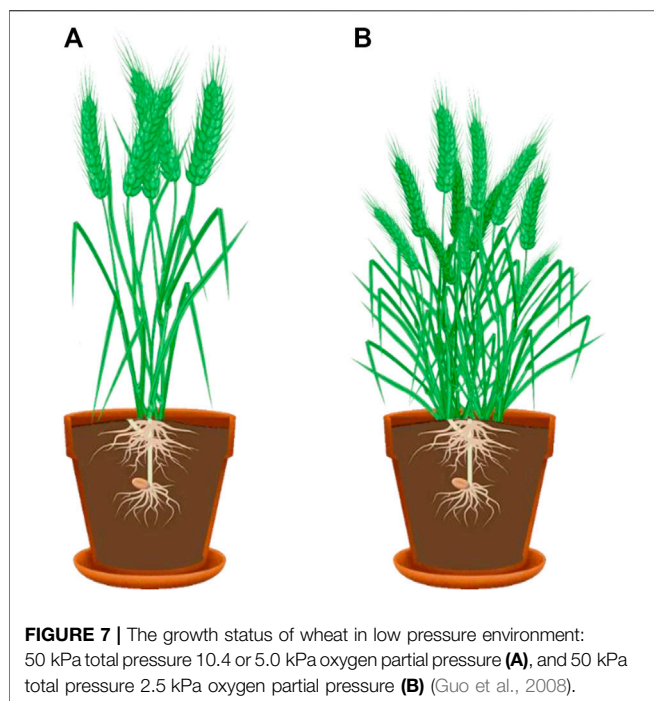 A B
FIGURE 7 | The growth status of wheat in low pressure environment:
50 kPa total pressure 10.4 or 5.0 kPa oxygen partial pressure (A), and 50 kPa
total pressure 2.5 kPa oxygen partial pressure (B) (Guo et al., 2008).